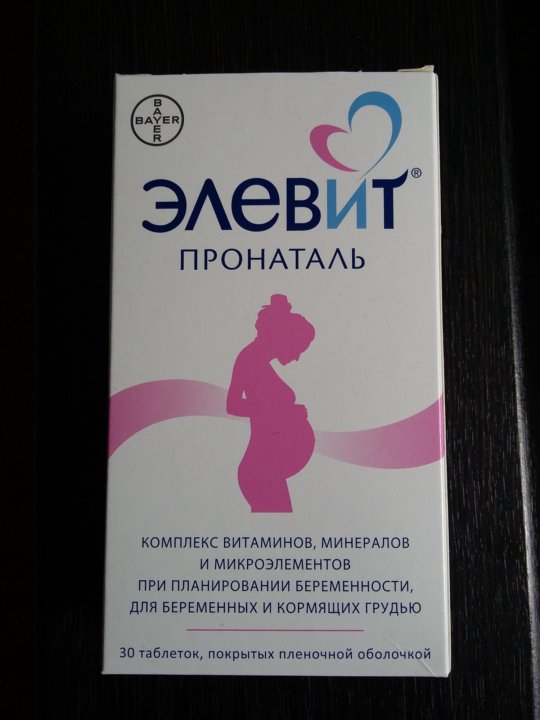 BAYER
BAYER
ЭЛЕВИТ®
ПРОНАТАЛЬ
КОМПЛЕКС ВИТАМИНОВ, МИНЕРАЛОВ
И МИКРОЭЛЕМЕНТОВ
ПРИ ПЛАНИРОВАНИИ БЕРЕМЕННОСТИ,
ДЛЯ БЕРЕМЕННЫХ И КОРМЯЩИХ ГРУДЬЮ
30 таблеток, покрытых пленочной оболочкой